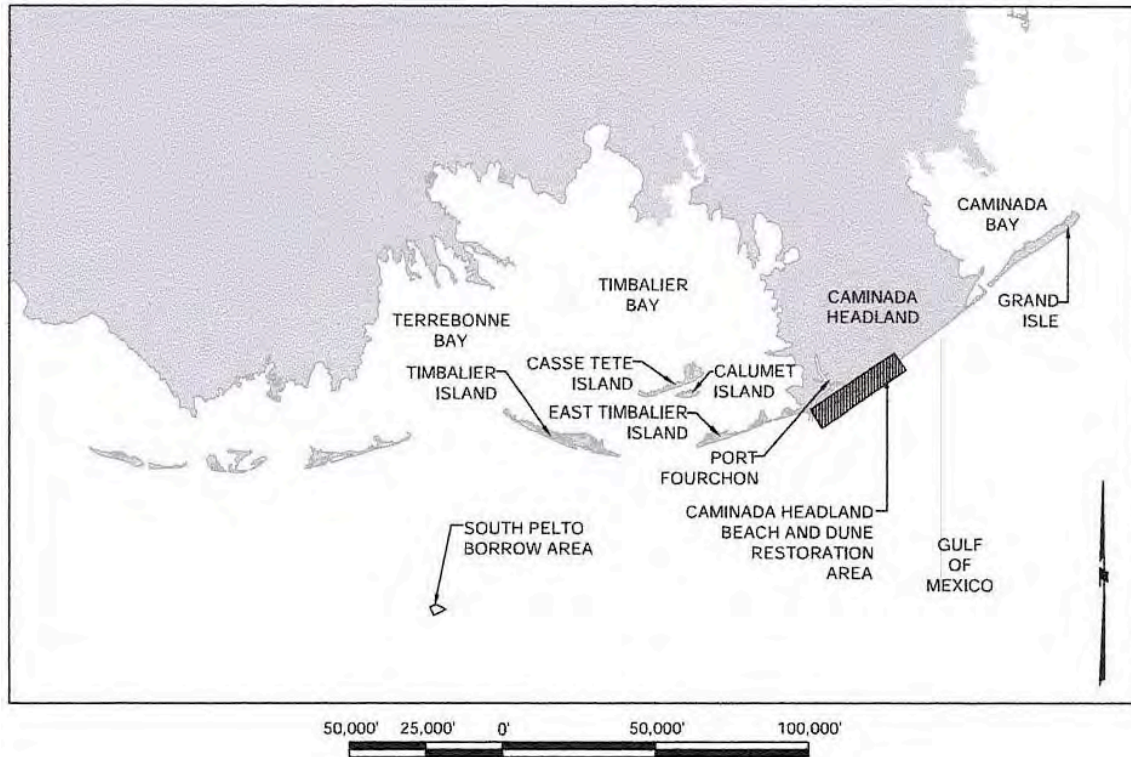 CAMINADA
BAY
TIMBALIER
BAY
CAMINADA
HEADLAND
GRAND
ISLE
TERREBONNE
BAY
CASSE TETE
ISLAND
CALUMET
ISLAND
TIMBALIER
ISLAND
EAST TIMBALIER
ISLAND
PORT
FOURCHON
CAMINADA HEADLAND
BEACH AND DUNE
RESTORATION
AREA
SOUTH PELTO
BORROW AREA
GULF
OF
MEXICO
50,000' 25,000' 0' 50,000' 100,000'